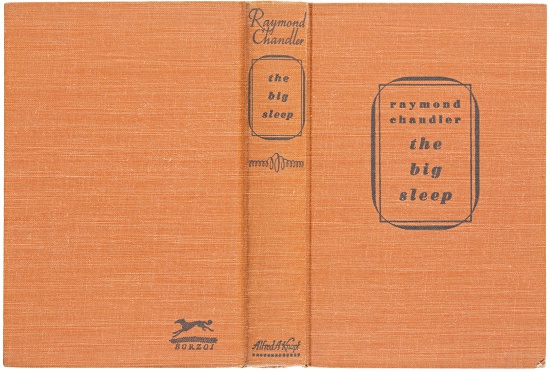 Raymond
Chandler
the
big
sleep
Alfred A Knopf
raymond
chandler
the
big
sleep
BORZOI